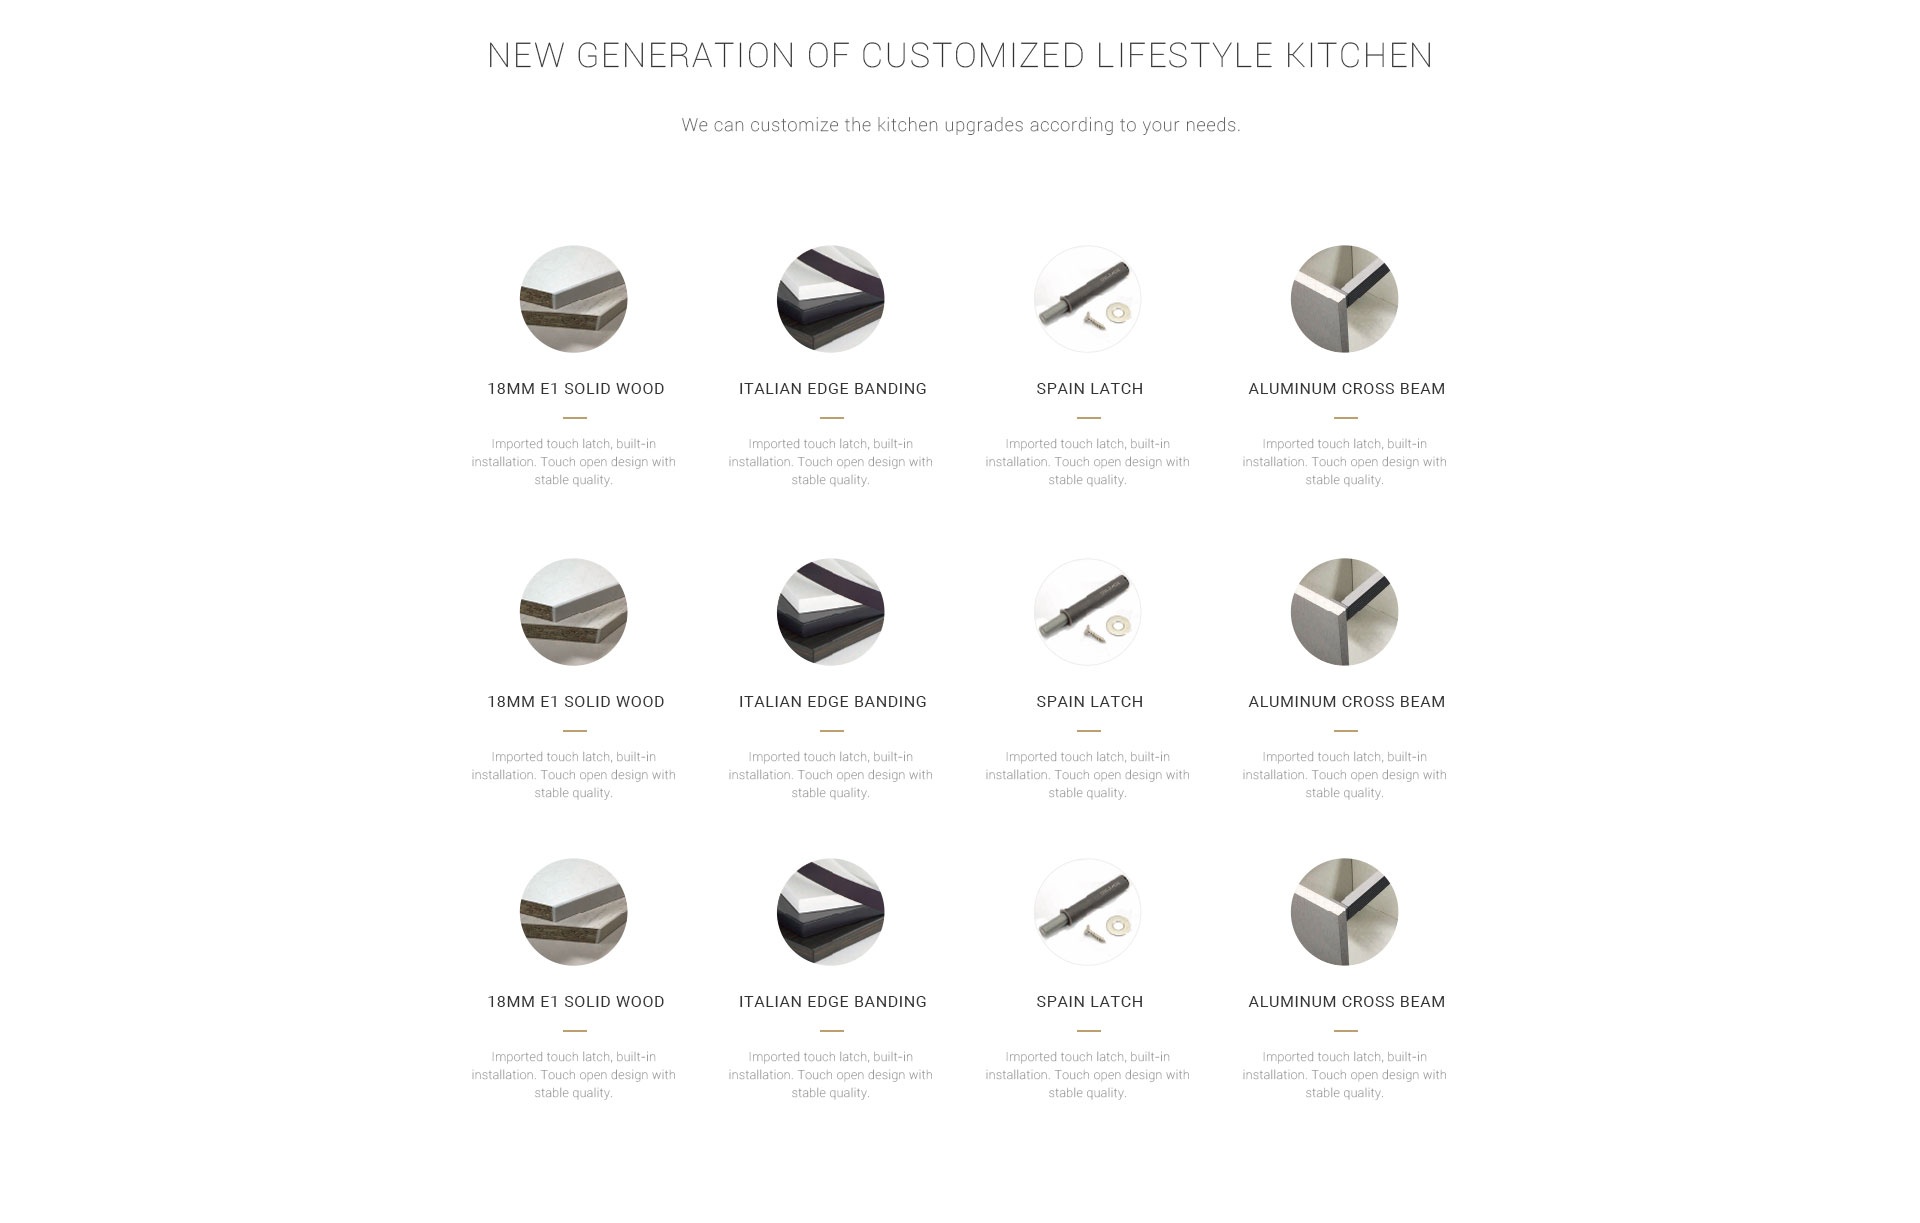 NEW GENERATION OF CUSTOMIZED LIFESTYLE KITCHEN
We can customize the kitchen upgrades according to your needs.
18MM E1 SOLID WOOD
Imported touch latch, built-in
installation. Touch open design with
stable quality.
ITALIAN EDGE BANDING
Imported touch latch, built-in
installation. Touch open design with
stable quality.
SPAIN LATCH
Imported touch latch, built-in
installation. Touch open design with
stable quality.
ALUMINUM CROSS BEAM
Imported touch latch, built-in
installation. Touch open design with
stable quality.
18MM E1 SOLID WOOD
Imported touch latch, built-in
installation. Touch open design with
stable quality.
ITALIAN EDGE BANDING
Imported touch latch, built-in
installation. Touch open design with
stable quality.
SPAIN LATCH
Imported touch latch, built-in
installation. Touch open design with
stable quality.
ALUMINUM CROSS BEAM
Imported touch latch, built-in
installation. Touch open design with
stable quality.
18MM E1 SOLID WOOD
Imported touch latch, built-in
installation. Touch open design with
stable quality.
ITALIAN EDGE BANDING
Imported touch latch, built-in
installation. Touch open design with
stable quality.
SPAIN LATCH
Imported touch latch, built-in
installation. Touch open design with
stable quality.
ALUMINUM CROSS BEAM
Imported touch latch, built-in
installation. Touch open design with
stable quality.